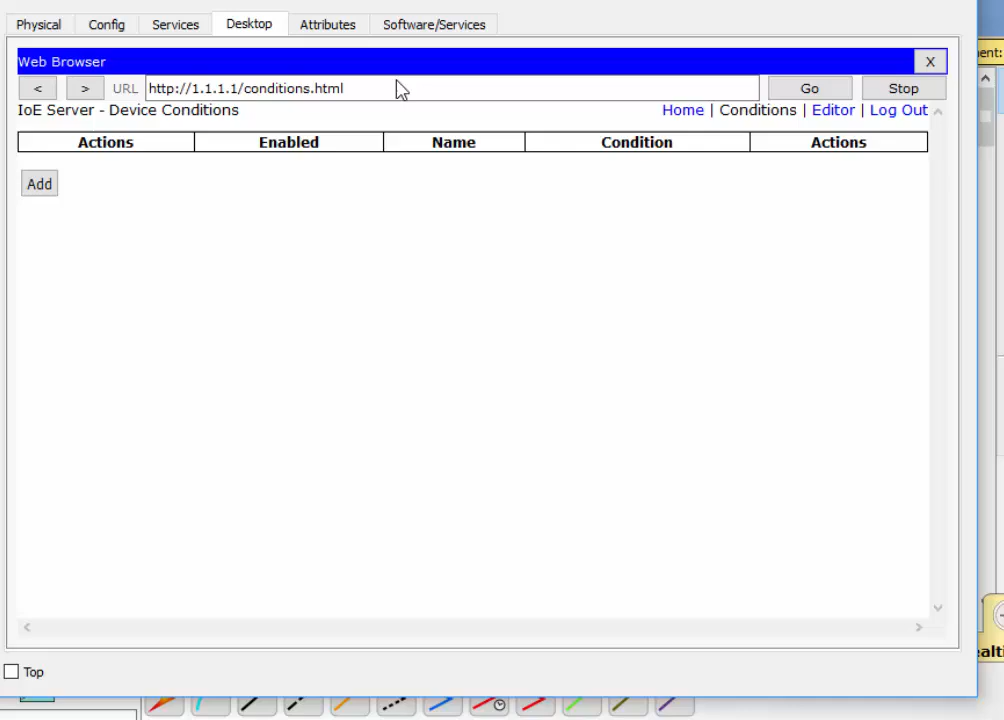 Physical Config Services Desktop Attributes Software/Services
Web Browser X
< > URL http://1.1.1.1/conditions.html Go Stop
IoE Server - Device Conditions Home | Conditions | Editor | Log Out
Actions Enabled Name Condition Actions
Add
Top
ent: